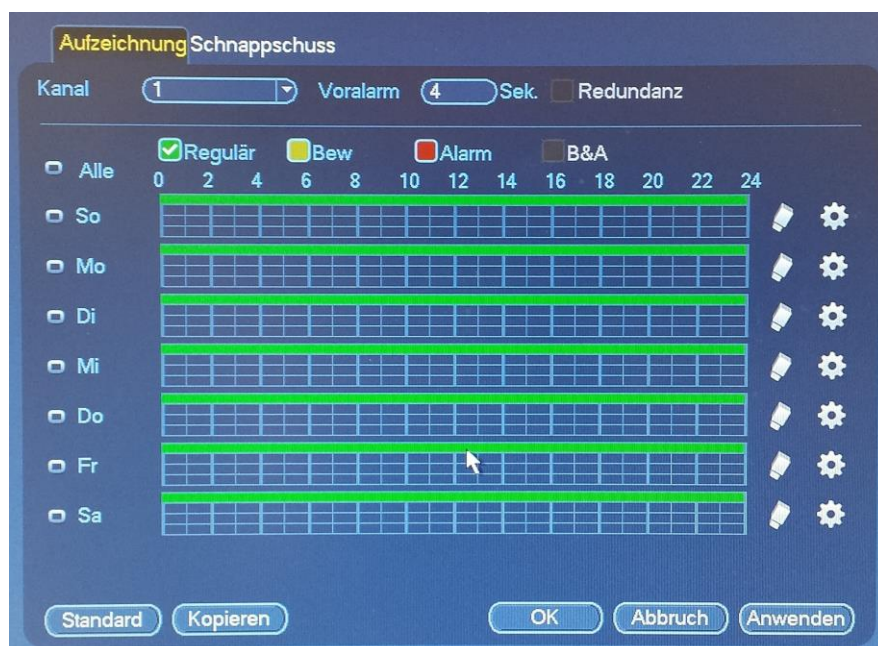 Aufzeichnung Schnappschuss
Kanal 1 Voralarm 4 Sek. Redundanz
Alle Regulär Bew Alarm B&A
0 2 4 6 8 10 12 14 16 18 20 22 24
So
Mo
Di
Mi
Do
Fr
Sa
Standard Kopieren OK Abbruch Anwenden